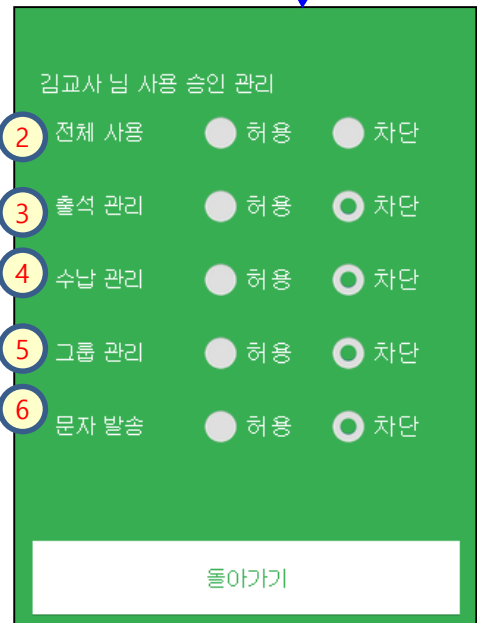 김교사 님 사용 승인 관리
2 전체 사용 허용 차단
3 출석 관리 허용 차단
4 수납 관리 허용 차단
5 그룹 관리 허용 차단
6 문자 발송 허용 차단
돌아가기